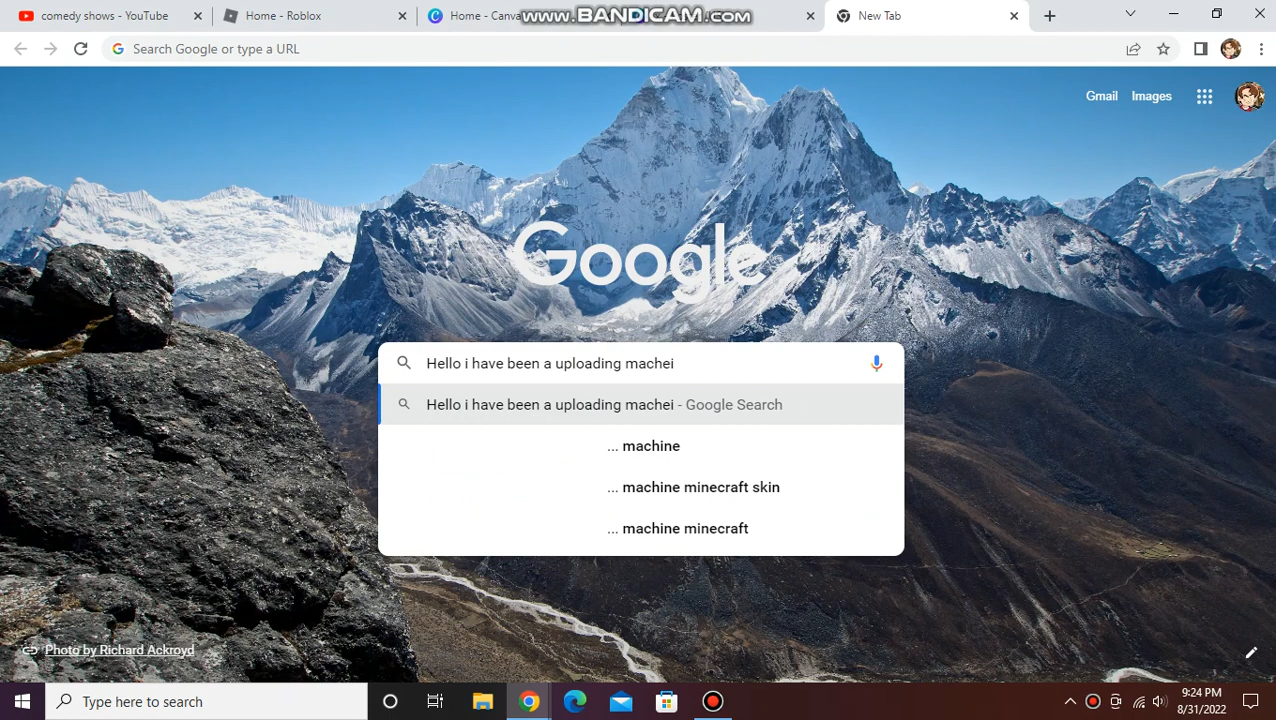 comedy shows - YouTube
Home - Roblox
Home - Canva
www.BANDICAM.com
New Tab
Search Google or type a URL
Gmail
Images
Google
Hello i have been a uploading machei
Hello i have been a uploading machei - Google Search
... machine
... machine minecraft skin
... machine minecraft
Photo by Richard Ackroyd
Type here to search
9:24 PM
8/31/2022